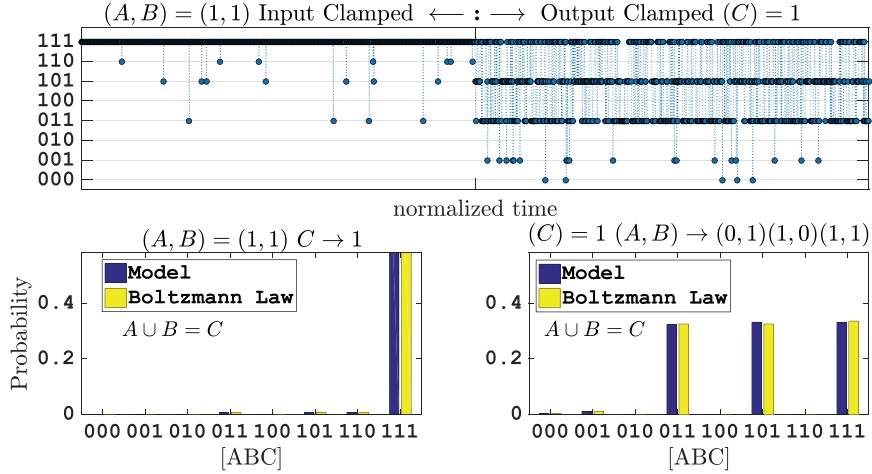 (A, B) = (1, 1) Input Clamped ⟵ : ⟶ Output Clamped (C) = 1
111
110
101
100
011
010
001
000
normalized time
(A, B) = (1, 1) C → 1
Probability
0.4
0.2
0
Model
Boltzmann Law
A ∪ B = C
000 001 010 011 100 101 110 111
[ABC]
(C) = 1 (A, B) → (0, 1)(1, 0)(1, 1)
0.4
0.2
0
Model
Boltzmann Law
A ∪ B = C
000 001 010 011 100 101 110 111
[ABC]